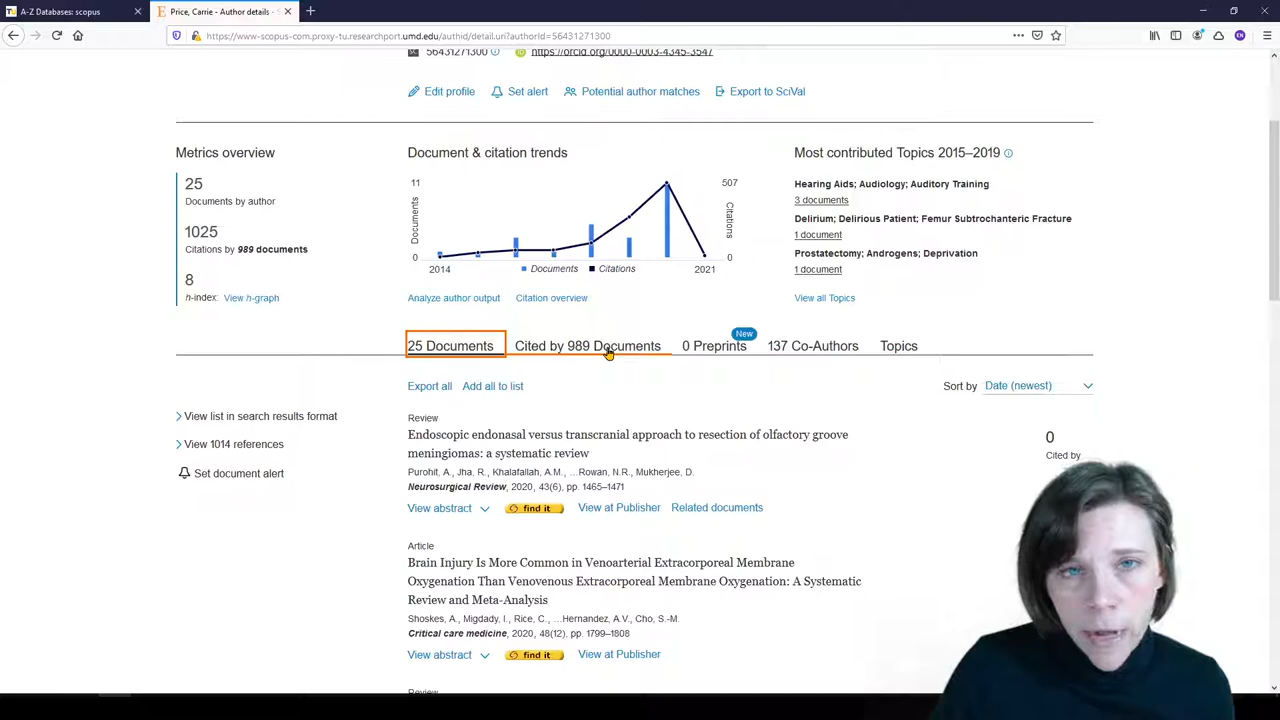 A-Z Databases: scopus
Price, Carrie - Author details - S
https://www-scopus-com.proxy-tu.researchport.umd.edu/authid/detail.uri?authorId=56431271300
56431271300
https://orcid.org/0000-0003-4345-3547
Edit profile
Set alert
Potential author matches
Export to SciVal
Metrics overview
25
Documents by author
1025
Citations by 989 documents
8
h-index: View h-graph
Document & citation trends
11
507
Documents
Citations
0
0
2014
2021
Documents
Citations
Analyze author output
Citation overview
Most contributed Topics 2015–2019
Hearing Aids; Audiology; Auditory Training
3 documents
Delirium; Delirious Patient; Femur Subtrochanteric Fracture
1 document
Prostatectomy; Androgens; Deprivation
1 document
View all Topics
25 Documents
Cited by 989 Documents
New
0 Preprints
137 Co-Authors
Topics
Export all
Add all to list
Sort by
Date (newest)
View list in search results format
View 1014 references
Set document alert
Review
Endoscopic endonasal versus transcranial approach to resection of olfactory groove
meningiomas: a systematic review
Purohit, A., Jha, R., Khalafallah, A.M., ...Rowan, N.R., Mukherjee, D.
Neurosurgical Review, 2020, 43(6), pp. 1465–1471
0
Cited by
View abstract
find it
View at Publisher
Related documents
Article
Brain Injury Is More Common in Venoarterial Extracorporeal Membrane
Oxygenation Than Venovenous Extracorporeal Membrane Oxygenation: A Systematic
Review and Meta-Analysis
Shoskes, A., Migdady, I., Rice, C., ...Hernandez, A.V., Cho, S.-M.
Critical care medicine, 2020, 48(12), pp. 1799–1808
View abstract
find it
View at Publisher
Review